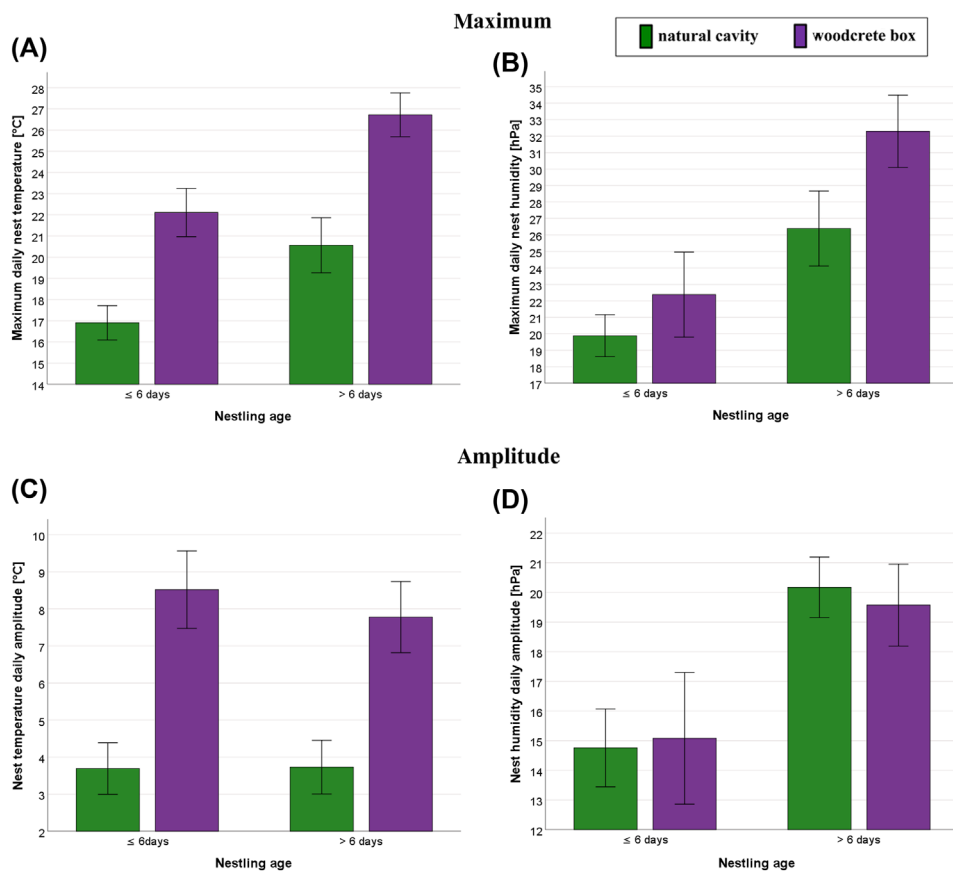 Maximum
natural cavity woodcrete box
(A)
Maximum daily nest temperature [°C]
28
27
26
25
24
23
22
21
20
19
18
17
16
15
14
≤ 6 days > 6 days
Nestling age
(B)
Maximum daily nest humidity [hPa]
35
34
33
32
31
30
29
28
27
26
25
24
23
22
21
20
19
18
17
≤ 6 days > 6 days
Nestling age
Amplitude
(C)
Nest temperature daily amplitude [°C]
10
9
8
7
6
5
4
3
2
≤ 6days > 6 days
Nestling age
(D)
Nest humidity daily amplitude [hPa]
22
21
20
19
18
17
16
15
14
13
12
≤ 6 days > 6 days
Nestling age